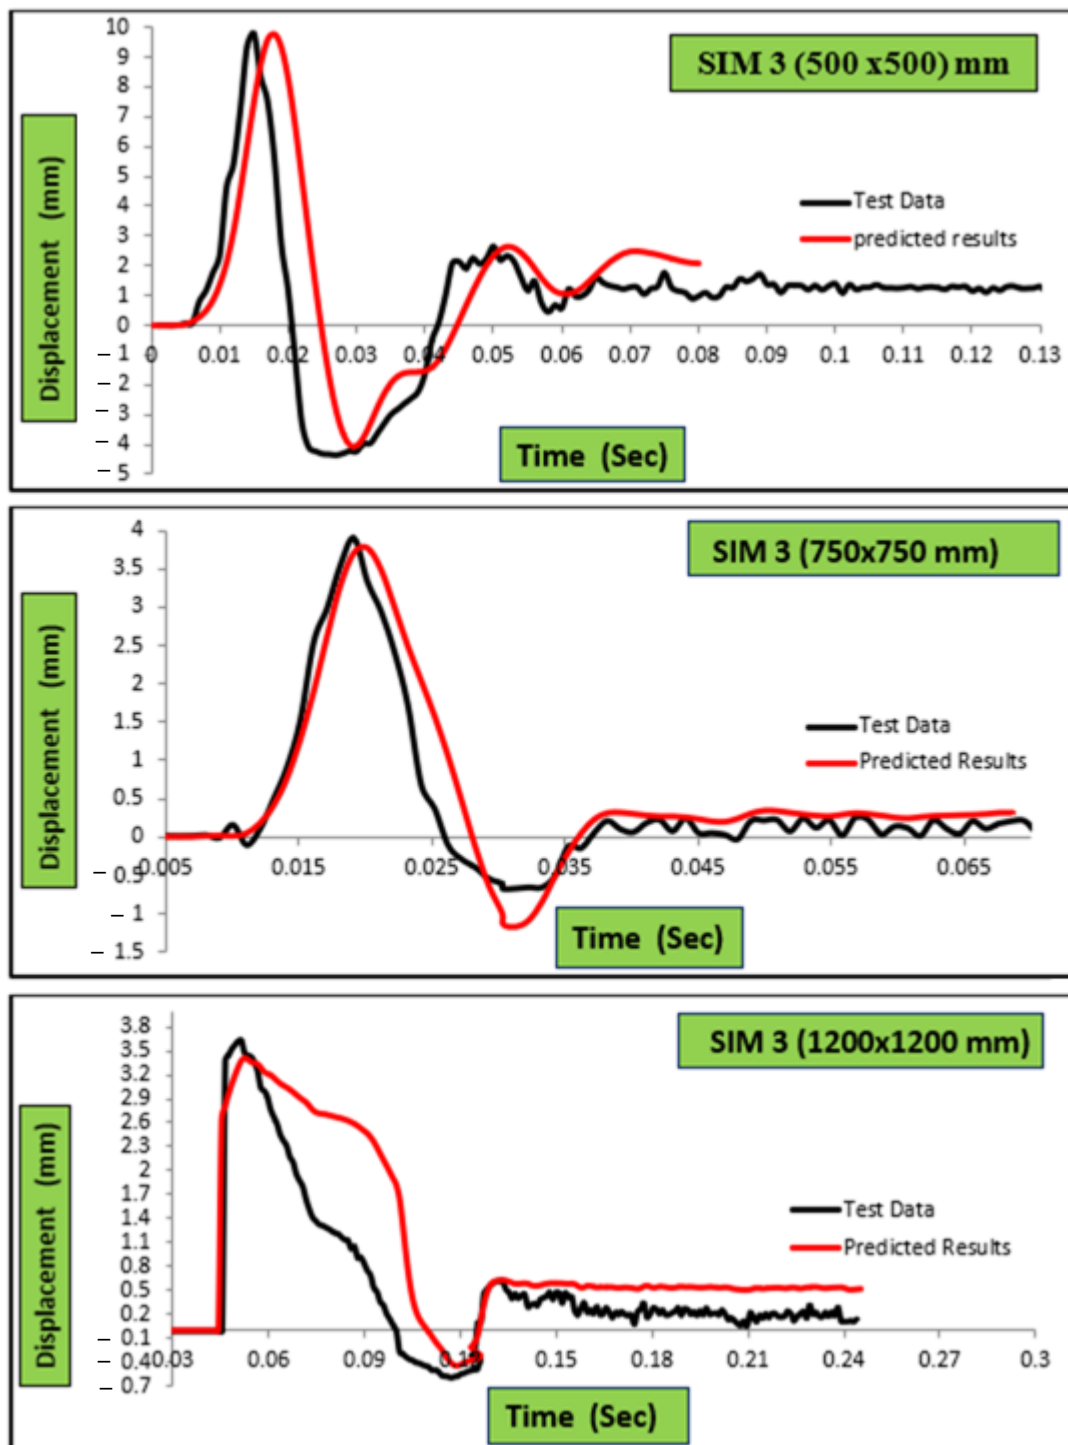 SIM 3 (500 x500) mm
Displacement (mm)
10
9
8
7
6
5
4
3
2
1
0
−1
−2
−3
−4
−5
0 0.01 0.02 0.03 0.04 0.05 0.06 0.07 0.08 0.09 0.1 0.11 0.12 0.13
Test Data
predicted results
Time (Sec)
SIM 3 (750x750 mm)
Displacement (mm)
4
3.5
3
2.5
2
1.5
1
0.5
0
−0.5
−1
−1.5
0.005 0.015 0.025 0.035 0.045 0.055 0.065
Test Data
Predicted Results
Time (Sec)
SIM 3 (1200x1200 mm)
Displacement (mm)
3.8
3.5
3.2
2.9
2.6
2.3
2
1.7
1.4
1.1
0.8
0.5
0.2
−0.1
−0.4
−0.7
0.03 0.06 0.09 0.12 0.15 0.18 0.21 0.24 0.27 0.3
Test Data
Predicted Results
Time (Sec)